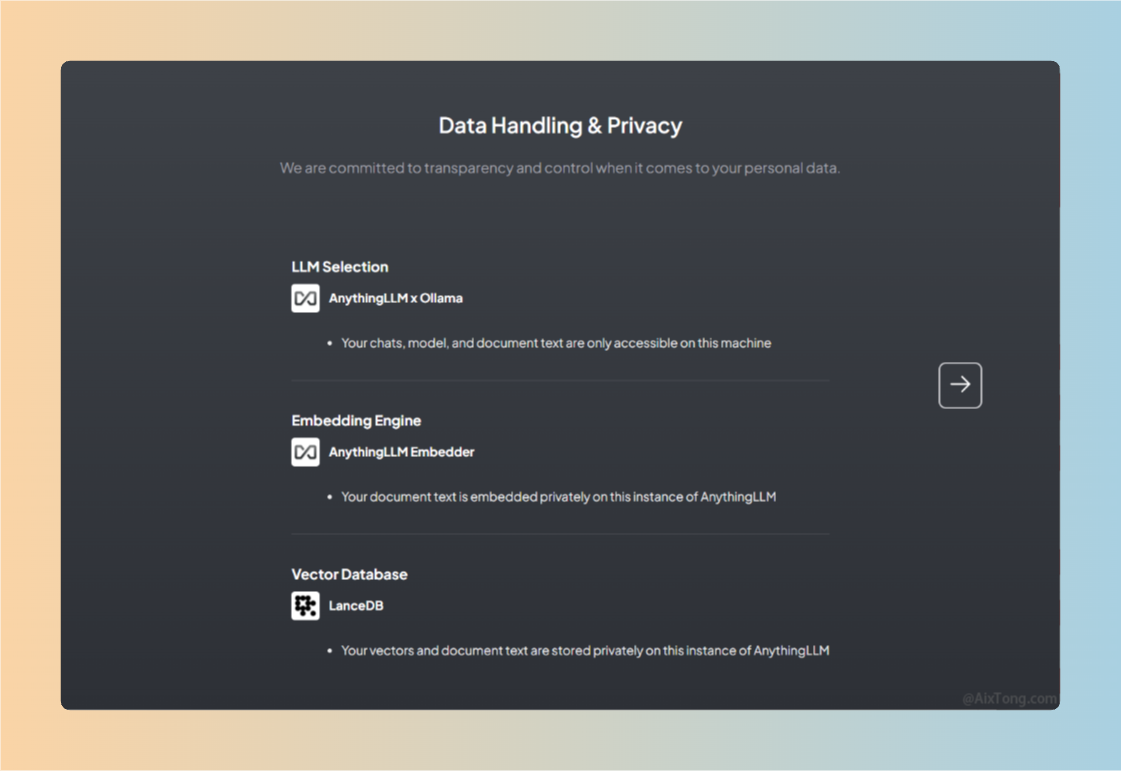 Data Handling & Privacy
We are committed to transparency and control when it comes to your personal data.
LLM Selection
AnythingLLM x Ollama
• Your chats, model, and document text are only accessible on this machine
Embedding Engine
AnythingLLM Embedder
• Your document text is embedded privately on this instance of AnythingLLM
Vector Database
LanceDB
• Your vectors and document text are stored privately on this instance of AnythingLLM
@AixTong.com